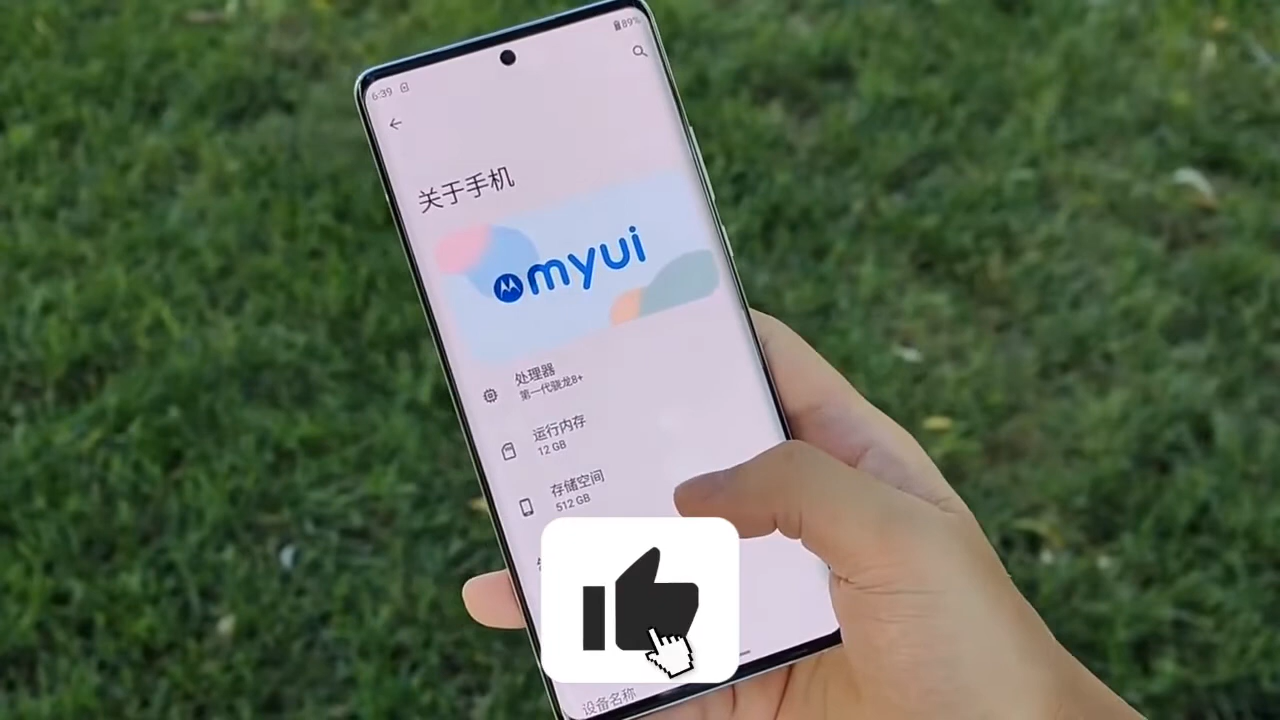 89%
6:39
关于手机
myui
处理器
第一代骁龙8+
运行内存
12 GB
存储空间
512 GB
设备名称